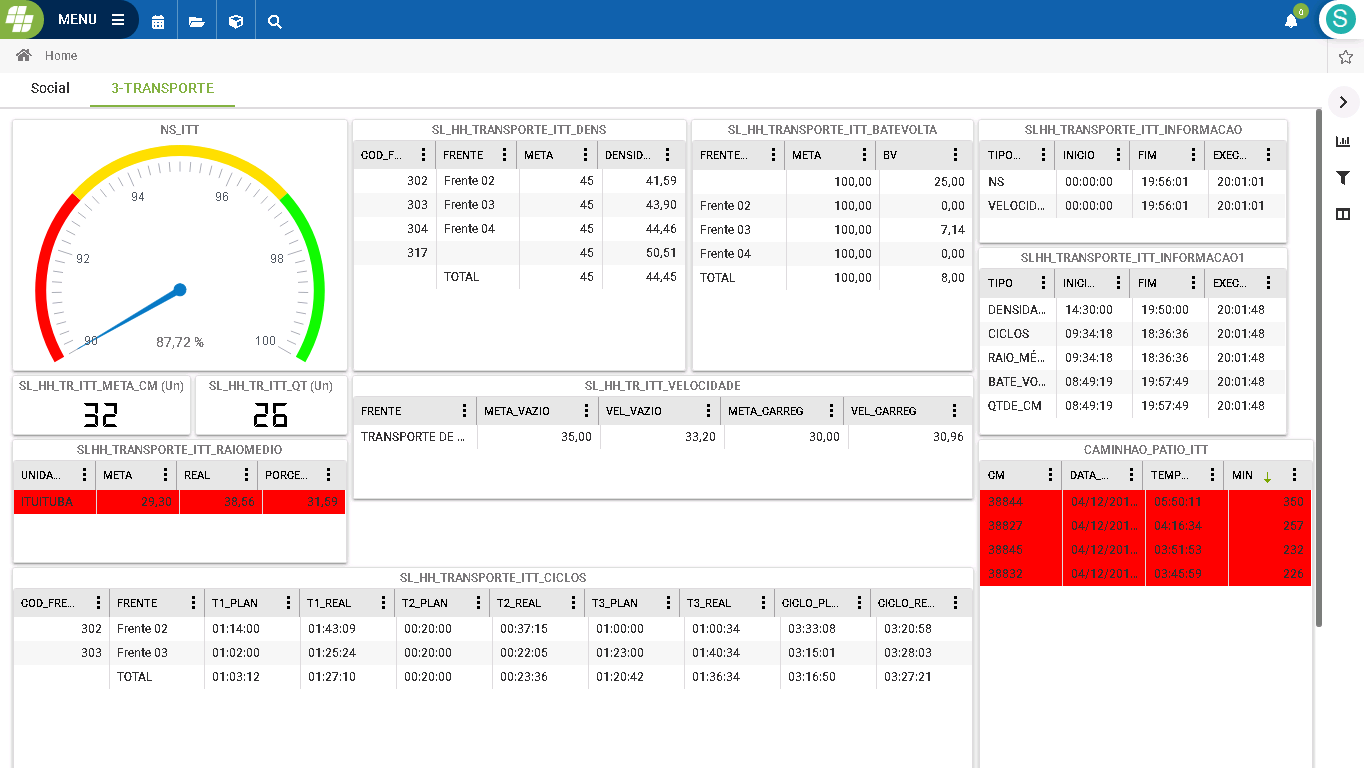 MENU
0
S
Home
Social
3-TRANSPORTE
NS_ITT
94
96
92
98
90
100
87,72 %
SL_HH_TRANSPORTE_ITT_DENS
COD_F... FRENTE META DENSID...
302 Frente 02 45 41,59
303 Frente 03 45 43,90
304 Frente 04 45 44,46
317 45 50,51
TOTAL 45 44,45
SL_HH_TRANSPORTE_ITT_BATEVOLTA
FRENTE... META BV
100,00 25,00
Frente 02 100,00 0,00
Frente 03 100,00 7,14
Frente 04 100,00 0,00
TOTAL 100,00 8,00
SLHH_TRANSPORTE_ITT_INFORMACAO
TIPO... INICIO FIM EXEC...
NS 00:00:00 19:56:01 20:01:01
VELOCID... 00:00:00 19:56:01 20:01:01
SLHH_TRANSPORTE_ITT_INFORMACAO1
TIPO INICI... FIM EXEC...
DENSIDA... 14:30:00 19:50:00 20:01:48
CICLOS 09:34:18 18:36:36 20:01:48
RAIO_MÉ... 09:34:18 18:36:36 20:01:48
BATE_VO... 08:49:19 19:57:49 20:01:48
QTDE_CM 08:49:19 19:57:49 20:01:48
SL_HH_TR_ITT_META_CM (Un)
32
SL_HH_TR_ITT_QT (Un)
26
SL_HH_TR_ITT_VELOCIDADE
FRENTE META_VAZIO VEL_VAZIO META_CARREG VEL_CARREG
TRANSPORTE DE ... 35,00 33,20 30,00 30,96
SLHH_TRANSPORTE_ITT_RAIOMEDIO
UNIDA... META REAL PORCE...
ITUIUTABA 29,30 38,56 31,59
CAMINHAO_PATIO_ITT
CM DATA_... TEMP... MIN
38844 04/12/201... 05:50:11 350
38827 04/12/201... 04:16:34 257
38845 04/12/201... 03:51:53 232
38832 04/12/201... 03:45:59 226
SL_HH_TRANSPORTE_ITT_CICLOS
COD_FRE... FRENTE T1_PLAN T1_REAL T2_PLAN T2_REAL T3_PLAN T3_REAL CICLO_PL... CICLO_RE...
302 Frente 02 01:14:00 01:43:09 00:20:00 00:37:15 01:00:00 01:00:34 03:33:08 03:20:58
303 Frente 03 01:02:00 01:25:24 00:20:00 00:22:05 01:23:00 01:40:34 03:15:01 03:28:03
TOTAL 01:03:12 01:27:10 00:20:00 00:23:36 01:20:42 01:36:34 03:16:50 03:27:21